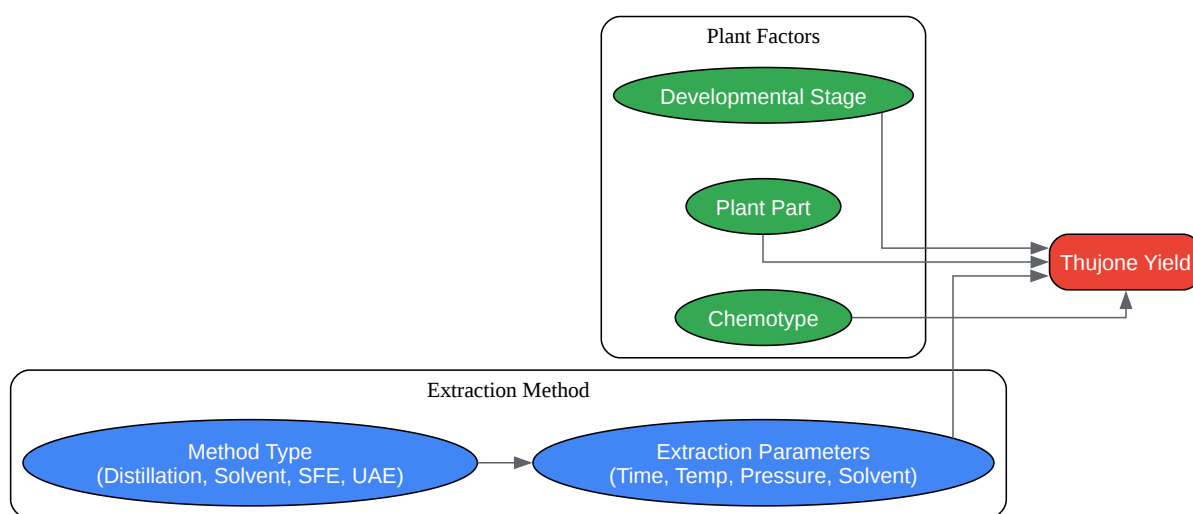 Plant Factors
Developmental Stage
Plant Part
Thujone Yield
Chemotype
Extraction Method
Method Type
(Distillation, Solvent, SFE, UAE)
Extraction Parameters
(Time, Temp, Pressure, Solvent)